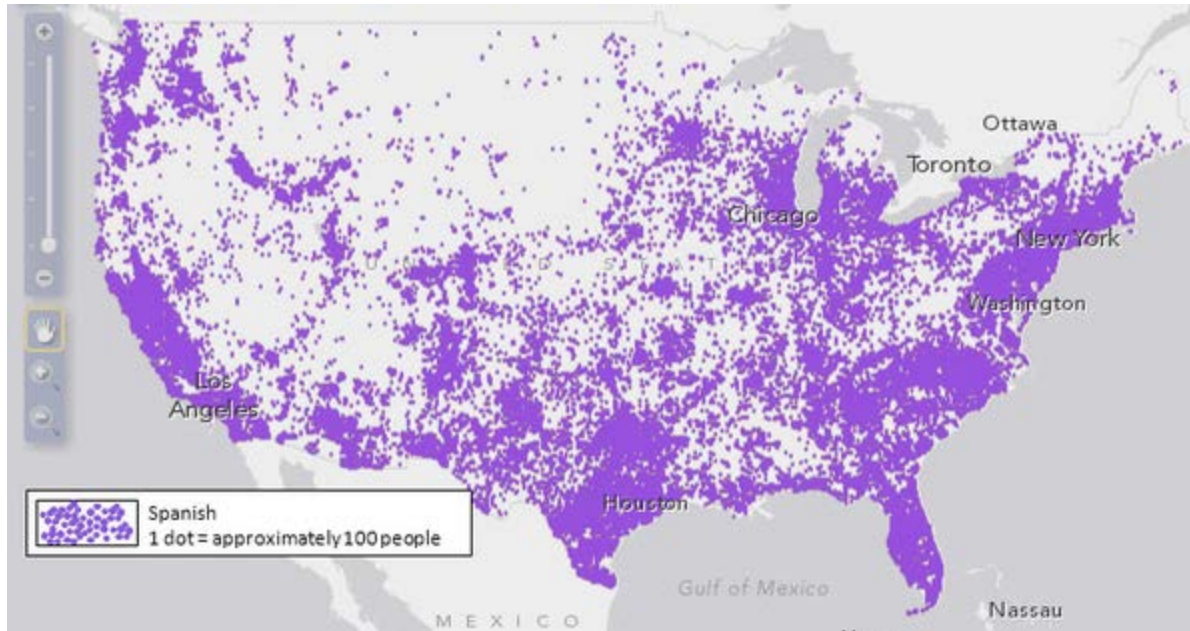 Ottawa
Toronto
Chicago
New York
U N   E D   S   A T
Washington
Los
Angeles
Houston
Spanish
1 dot = approximately 100 people
Gulf of Mexico
Nassau
M E X I C O